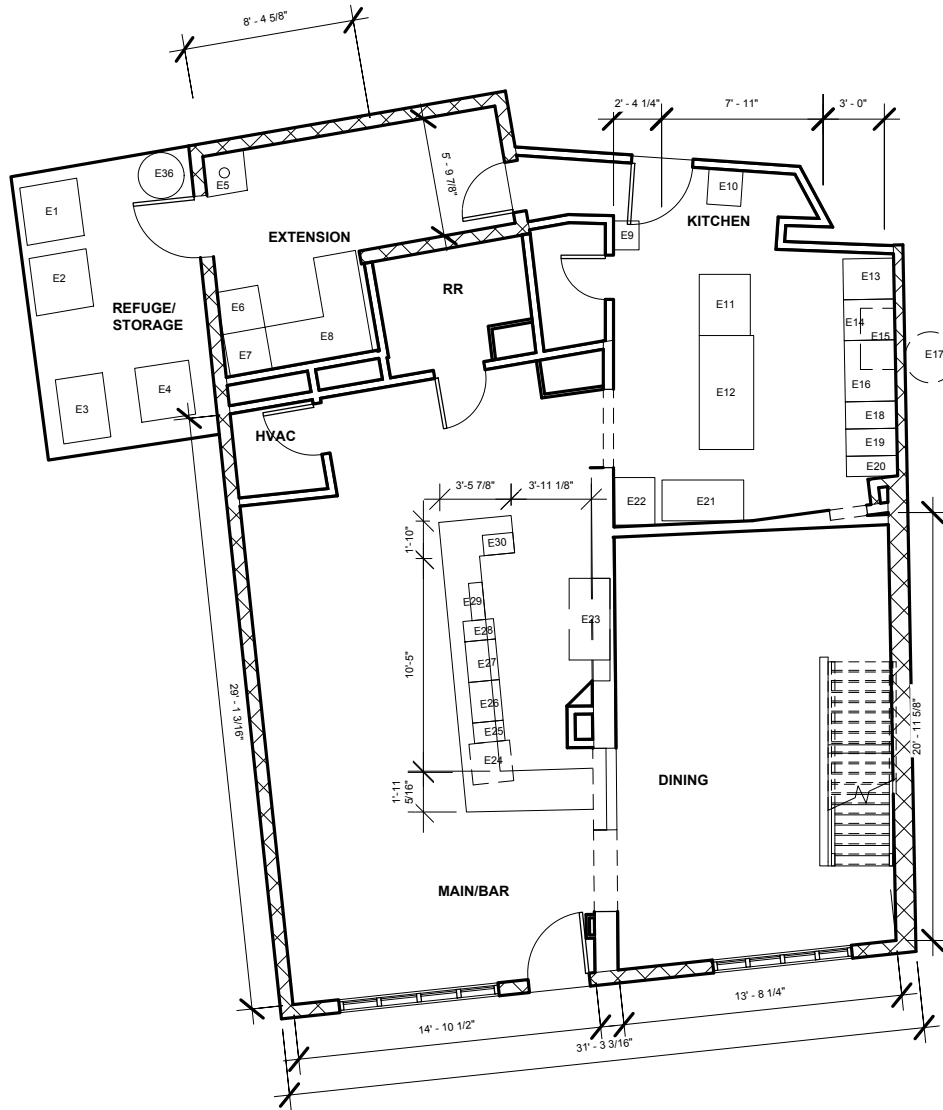 8' - 4 5/8"
2' - 4 1/4"
7' - 11"
3' - 0"
5' - 9 7/8"
E36
E5
E1
E10
E9
KITCHEN
EXTENSION
E2
E13
RR
E6
E11
REFUGE/
STORAGE
E14
E15
E8
E7
E17
E4
E16
E12
E3
E18
HVAC
E19
E20
3'-5 7/8"
3'-11 1/8"
E22
E21
1'-10"
E30
E29
E23
E28
10'-5"
E27
29' - 1 3/16"
E26
20' - 11 5/8"
E25
E24
1'-11
5/16"
DINING
MAIN/BAR
14' - 10 1/2"
13' - 8 1/4"
31' - 3 3/16"